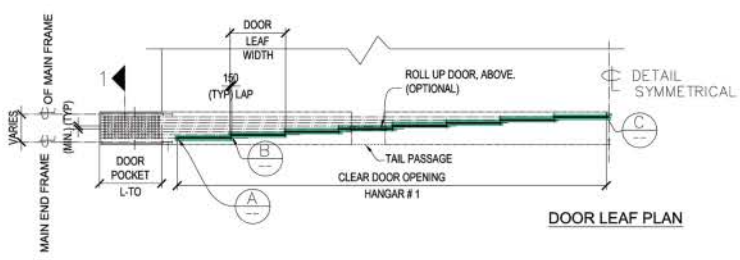 DOOR
LEAF
WIDTH
150
(TYP) LAP
ROLL UP DOOR, ABOVE.
(OPTIONAL)
DETAIL
SYMMETRICAL
1
OF MAIN FRAME
VARIES
(MIN.) (TYP)
MAIN END FRAME
DOOR
POCKET
L-TO
A
--
B
--
C
--
TAIL PASSAGE
CLEAR DOOR OPENING
HANGAR # 1
DOOR LEAF PLAN